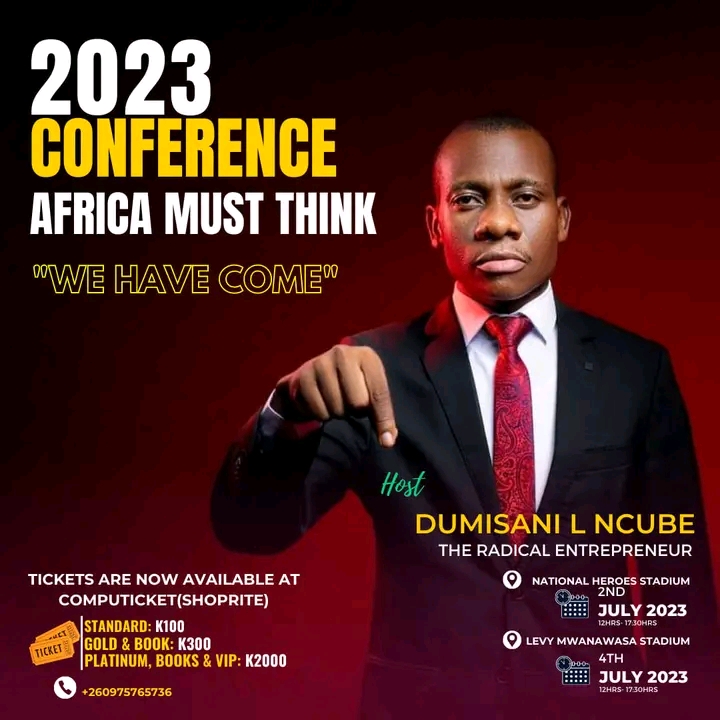 2023
CONFERENCE
AFRICA MUST THINK
"WE HAVE COME"
Host
DUMISANI L NCUBE
THE RADICAL ENTREPRENEUR
NATIONAL HEROES STADIUM
2ND
JULY 2023
12HRS- 17:30HRS
LEVY MWANAWASA STADIUM
4TH
JULY 2023
12HRS- 17:30HRS
TICKETS ARE NOW AVAILABLE AT
COMPUTICKET(SHOPRITE)
TICKET
STANDARD: K100
GOLD & BOOK: K300
PLATINUM, BOOKS & VIP: K2000
+260975765736